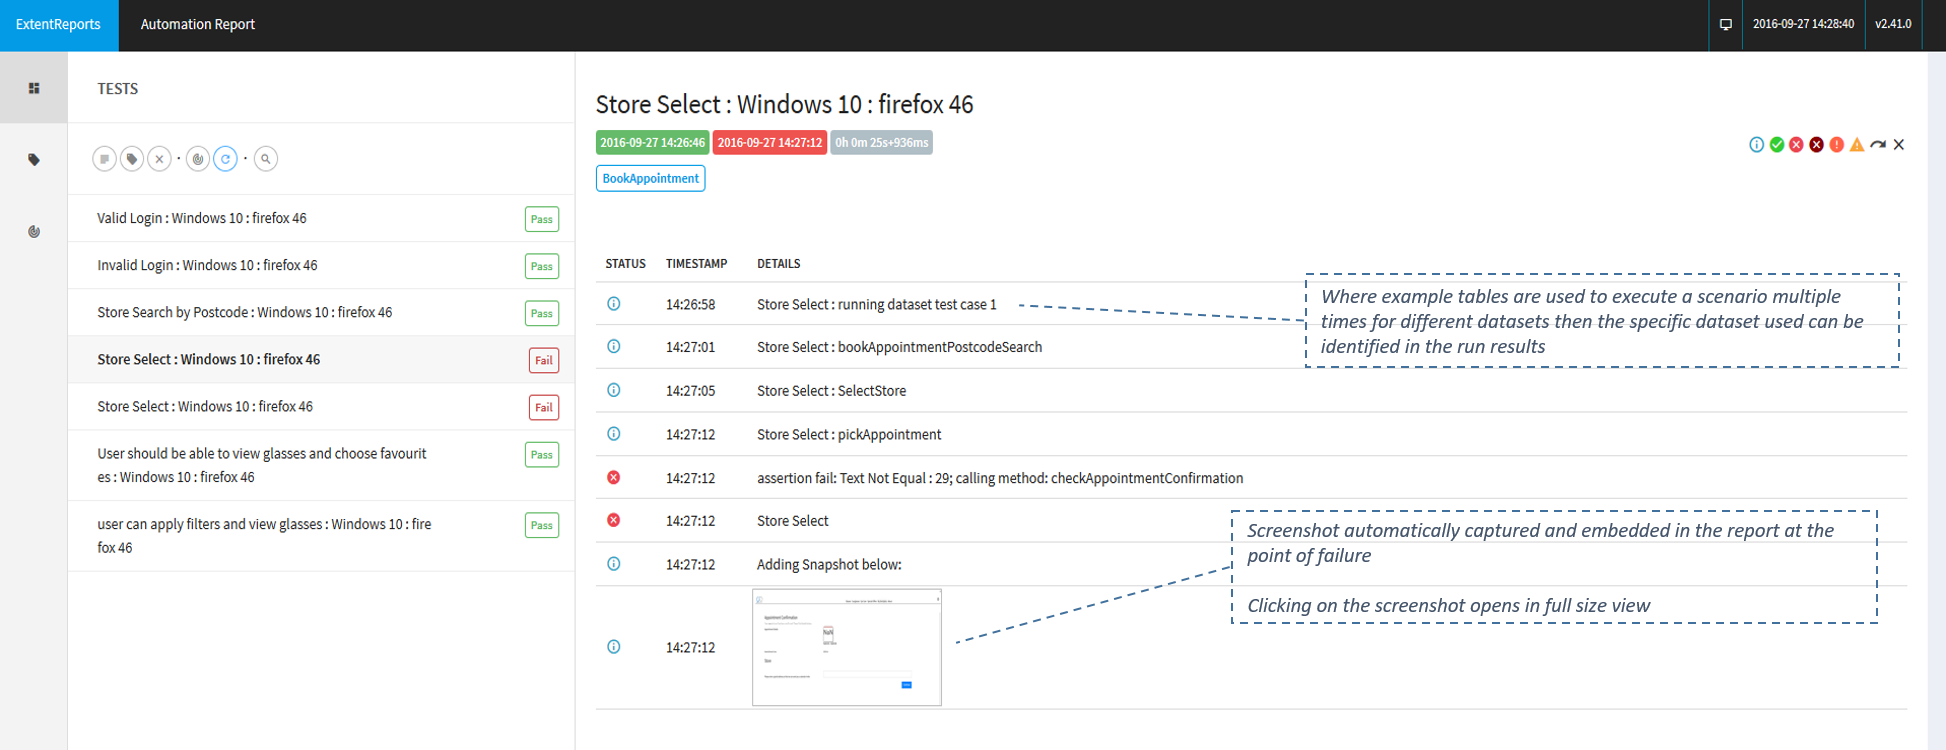 ExtentReports
Automation Report
2016-09-27 14:28:40
v2.41.0
TESTS
Valid Login : Windows 10 : firefox 46
Pass
Invalid Login : Windows 10 : firefox 46
Pass
Store Search by Postcode : Windows 10 : firefox 46
Pass
Store Select : Windows 10 : firefox 46
Fail
Store Select : Windows 10 : firefox 46
Fail
User should be able to view glasses and choose favourit
es : Windows 10 : firefox 46
Pass
user can apply filters and view glasses : Windows 10 : fire
fox 46
Pass
Store Select : Windows 10 : firefox 46
2016-09-27 14:26:46
2016-09-27 14:27:12
0h 0m 25s+936ms
BookAppointment
STATUS TIMESTAMP DETAILS
14:26:58 Store Select : running dataset test case 1
14:27:01 Store Select : bookAppointmentPostcodeSearch
14:27:05 Store Select : SelectStore
14:27:12 Store Select : pickAppointment
14:27:12 assertion fail: Text Not Equal : 29; calling method: checkAppointmentConfirmation
14:27:12 Store Select
14:27:12 Adding Snapshot below:
14:27:12
NaN
Where example tables are used to execute a scenario multiple
times for different datasets then the specific dataset used can be
identified in the run results
Screenshot automatically captured and embedded in the report at the
point of failure
Clicking on the screenshot opens in full size view